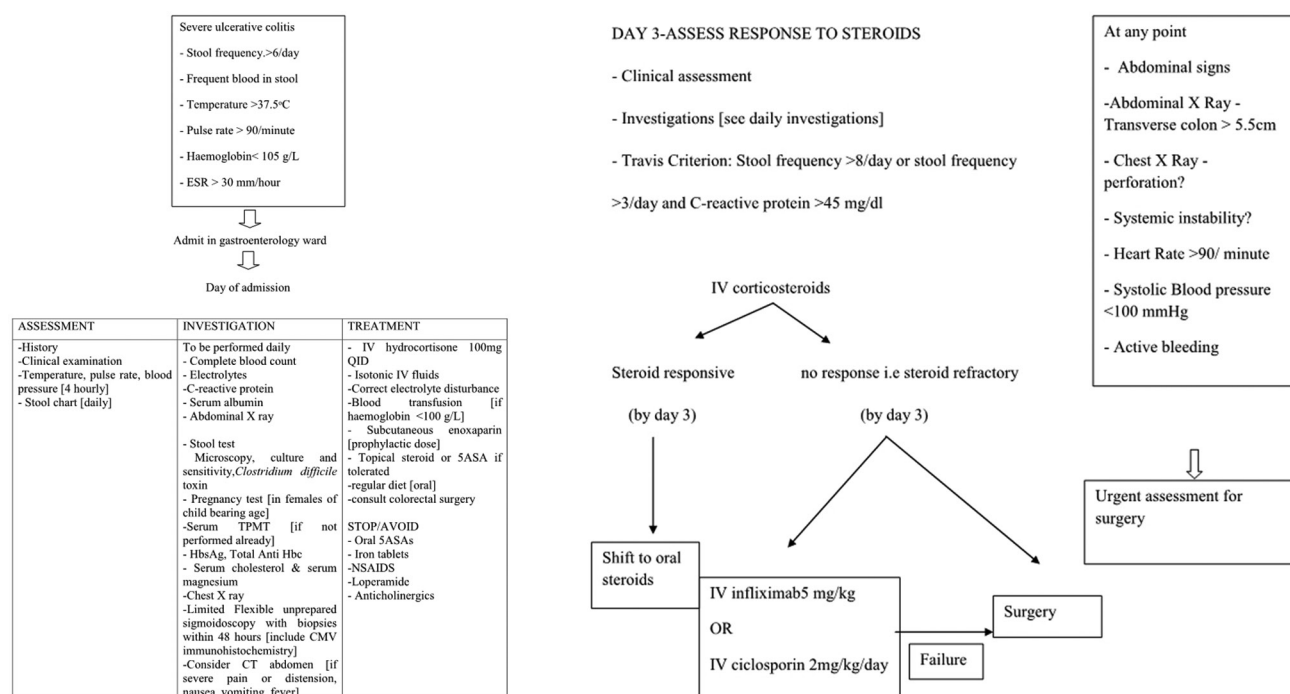 Severe ulcerative colitis
- Stool frequency.>6/day
- Frequent blood in stool
- Temperature >37.5°C
- Pulse rate > 90/minute
- Haemoglobin< 105 g/L
- ESR > 30 mm/hour
Admit in gastroenterology ward
Day of admission
ASSESSMENT
-History
-Clinical examination
-Temperature, pulse rate, blood
pressure [4 hourly]
- Stool chart [daily]
INVESTIGATION
To be performed daily
- Complete blood count
- Electrolytes
-C-reactive protein
- Serum albumin
- Abdominal X ray
- Stool test
Microscopy, culture and
sensitivity,Clostridium difficile
toxin
- Pregnancy test [in females of
child bearing age]
-Serum TPMT [if not
performed already]
- HbsAg, Total Anti Hbc
- Serum cholesterol & serum
magnesium
-Chest X ray
-Limited Flexible unprepared
sigmoidoscopy with biopsies
within 48 hours [include CMV
immunohistochemistry]
-Consider CT abdomen [if
severe pain or distension,
nausea, vomiting, fever]
TREATMENT
- IV hydrocortisone 100mg
QID
- Isotonic IV fluids
-Correct electrolyte disturbance
-Blood transfusion [if
haemoglobin <100 g/L]
- Subcutaneous enoxaparin
[prophylactic dose]
- Topical steroid or 5ASA if
tolerated
-regular diet [oral]
-consult colorectal surgery
STOP/AVOID
- Oral 5ASAs
- Iron tablets
-NSAIDS
-Loperamide
- Anticholinergics
DAY 3-ASSESS RESPONSE TO STEROIDS
- Clinical assessment
- Investigations [see daily investigations]
- Travis Criterion: Stool frequency >8/day or stool frequency
>3/day and C-reactive protein >45 mg/dl
IV corticosteroids
Steroid responsive
(by day 3)
no response i.e steroid refractory
(by day 3)
Shift to oral
steroids
IV infliximab5 mg/kg
OR
IV ciclosporin 2mg/kg/day
Failure
Surgery
At any point
- Abdominal signs
-Abdominal X Ray -
Transverse colon > 5.5cm
- Chest X Ray -
perforation?
- Systemic instability?
- Heart Rate >90/ minute
- Systolic Blood pressure
<100 mmHg
- Active bleeding
Urgent assessment for
surgery